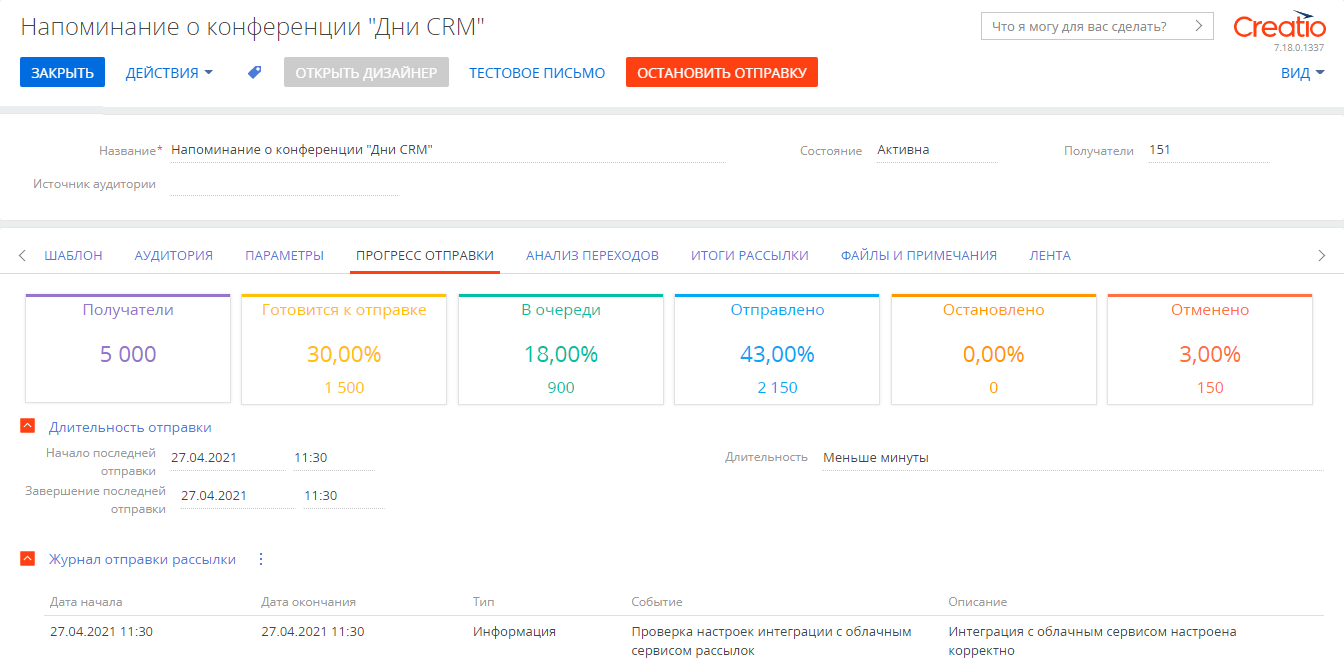 Напоминание о конференции "Дни CRM"
Что я могу для вас сделать?
Creatio
7.18.0.1337
ЗАКРЫТЬ
ДЕЙСТВИЯ
ОТКРЫТЬ ДИЗАЙНЕР
ТЕСТОВОЕ ПИСЬМО
ОСТАНОВИТЬ ОТПРАВКУ
ВИД
Название* Напоминание о конференции "Дни CRM"
Состояние Активна
Получатели 151
Источник аудитории
ШАБЛОН АУДИТОРИЯ ПАРАМЕТРЫ ПРОГРЕСС ОТПРАВКИ АНАЛИЗ ПЕРЕХОДОВ ИТОГИ РАССЫЛКИ ФАЙЛЫ И ПРИМЕЧАНИЯ ЛЕНТА
Получатели
5 000
Готовится к отправке
30,00%
1 500
В очереди
18,00%
900
Отправлено
43,00%
2 150
Остановлено
0,00%
0
Отменено
3,00%
150
Длительность отправки
Начало последней
отправки
27.04.2021 11:30
Длительность Меньше минуты
Завершение последней
отправки
27.04.2021 11:30
Журнал отправки рассылки
Дата начала Дата окончания Тип Событие Описание
27.04.2021 11:30 27.04.2021 11:30 Информация Проверка настроек интеграции с облачным Интеграция с облачным сервисом настроена
сервисом рассылок корректно